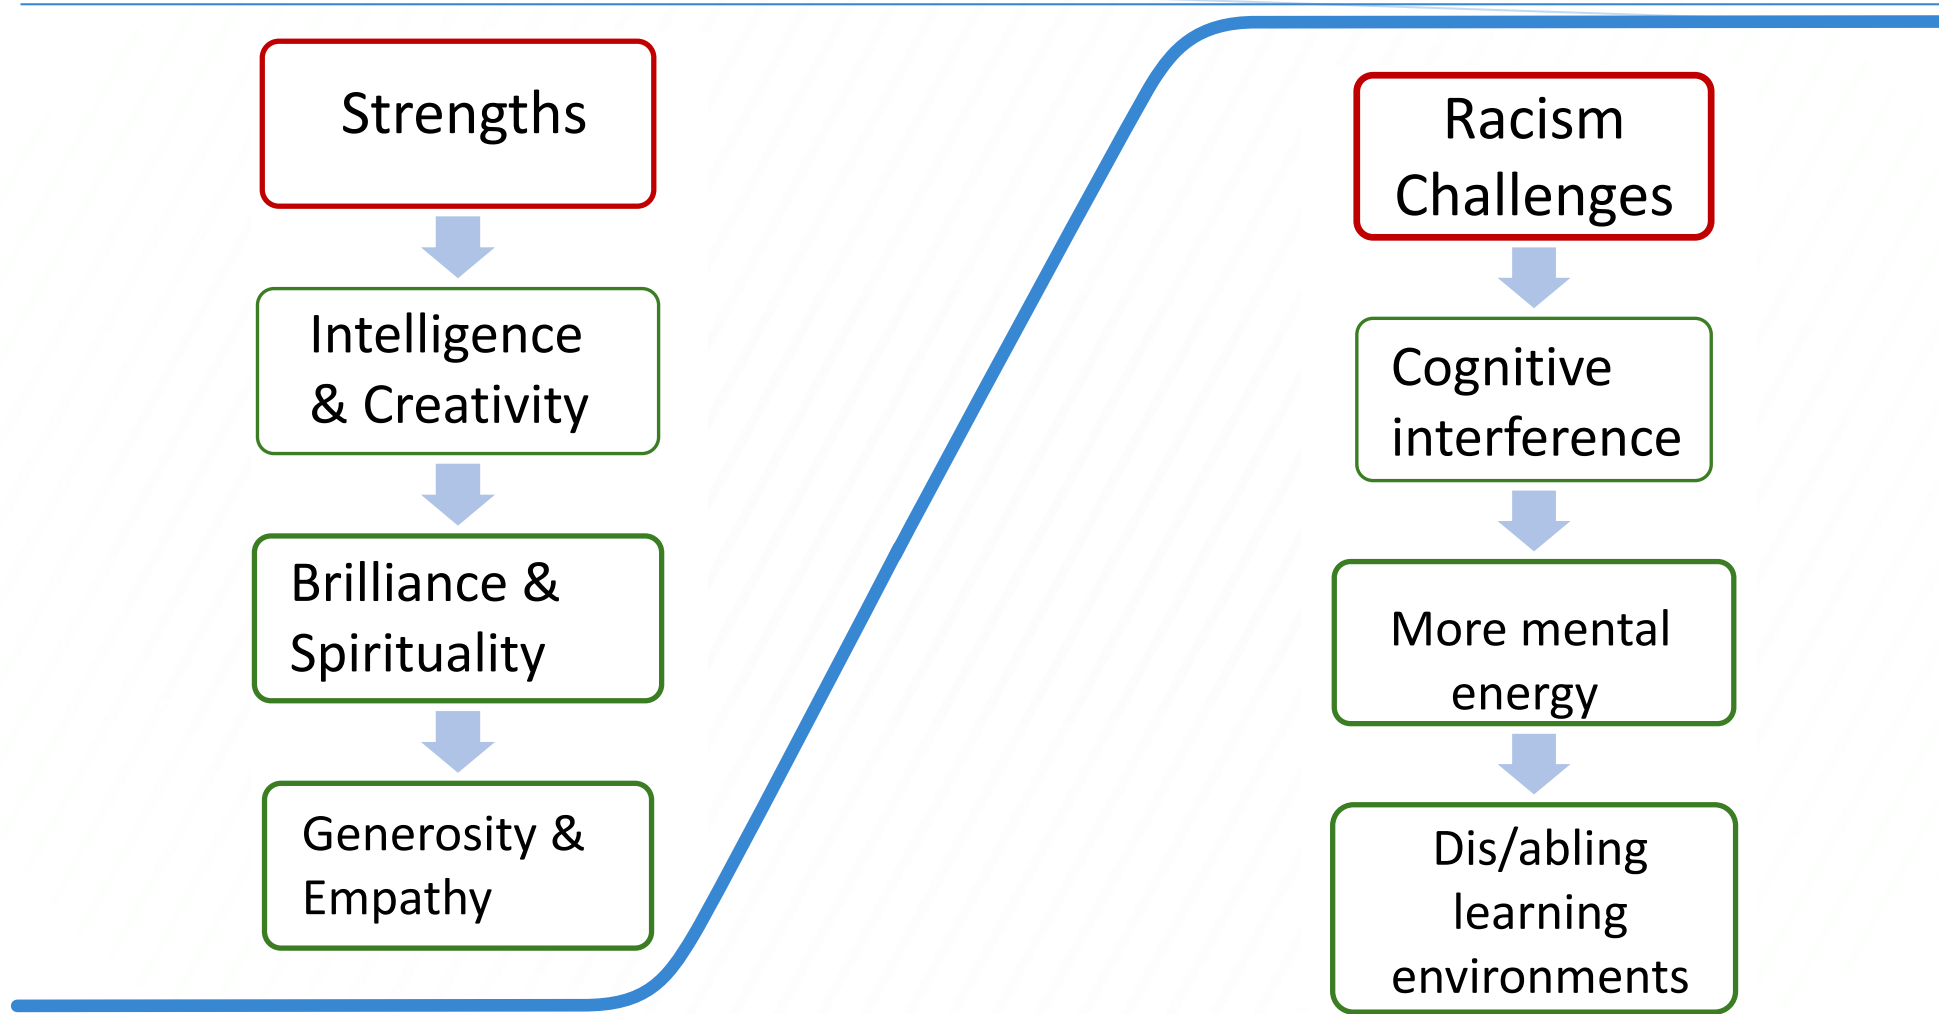 Strengths
Intelligence
& Creativity
Brilliance &
Spirituality
Generosity &
Empathy
Racism
Challenges
Cognitive
interference
More mental
energy
Dis/abling
learning
environments